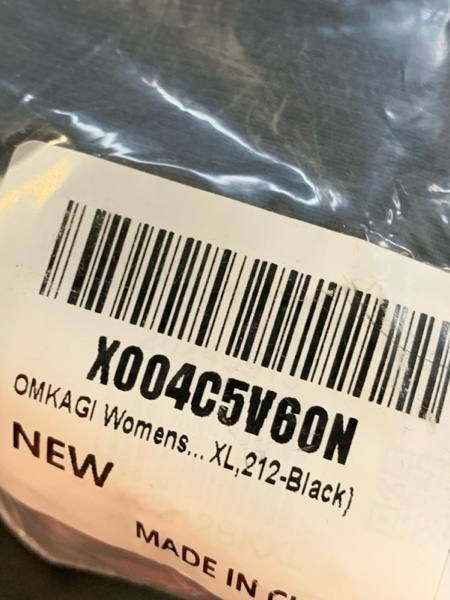 X004C5V60N
OMKAGI Womens... XL,212-Black)
NEW
MADE IN